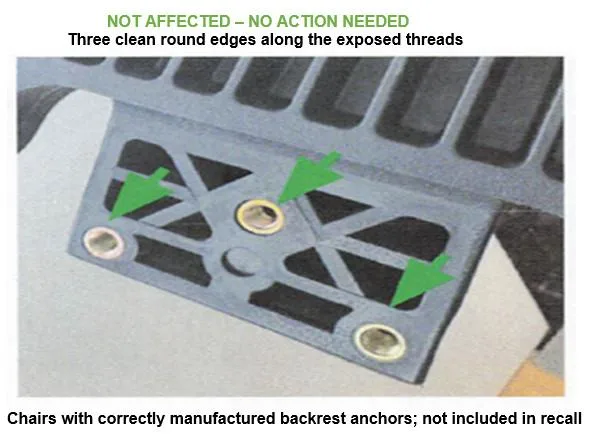 NOT AFFECTED – NO ACTION NEEDED
Three clean round edges along the exposed threads
Chairs with correctly manufactured backrest anchors; not included in recall